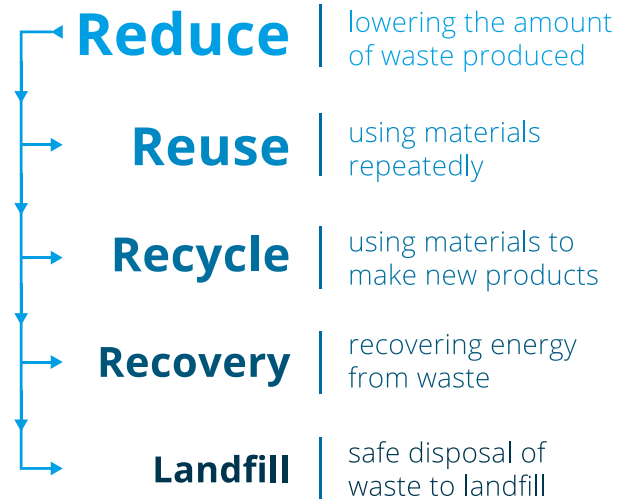 Reduce
lowering the amount
of waste produced
Reuse
using materials
repeatedly
Recycle
using materials to
make new products
Recovery
recovering energy
from waste
Landfill
safe disposal of
waste to landfill